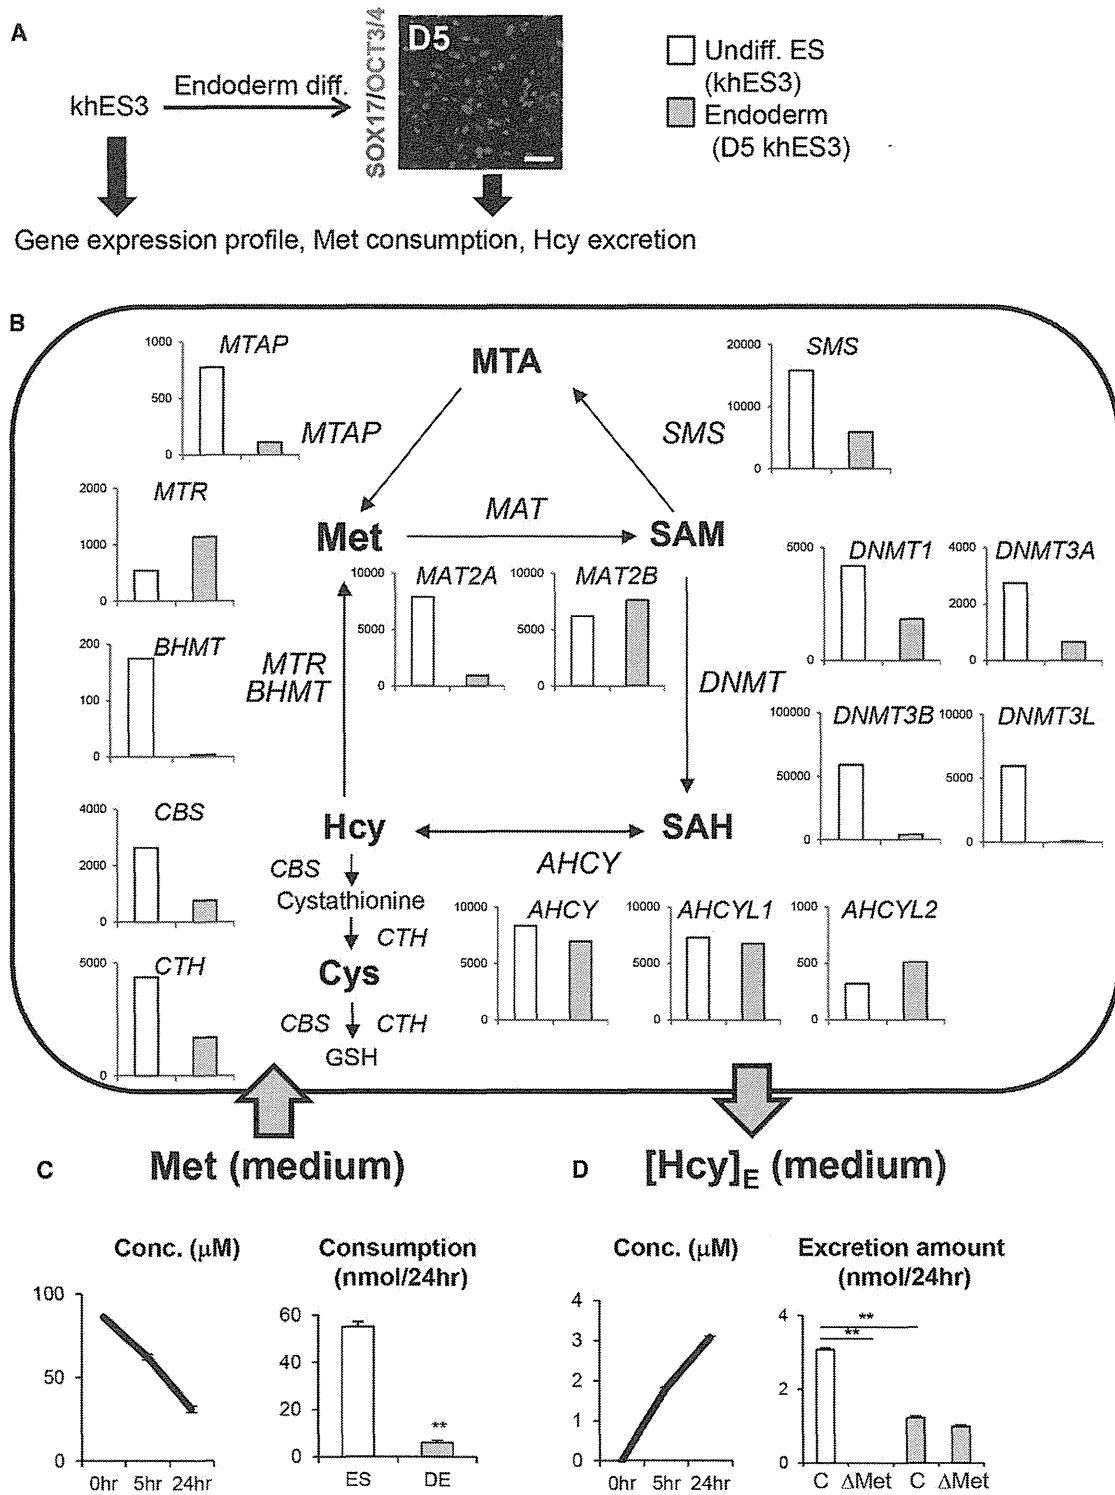 A
khES3
Endoderm diff.
SOX17/OCT3/4
D5
Undiff. ES
(khES3)
Endoderm
(D5 khES3)
Gene expression profile, Met consumption, Hcy excretion
B
1000
500
0
MTAP
MTA
MTAP
SMS
20000
10000
0
SMS
2000
1000
0
MTR
Met
MAT
SAM
10000
5000
0
MAT2A
10000
5000
0
MAT2B
5000
0
DNMT1
4000
2000
0
DNMT3A
200
100
0
BHMT
MTR
BHMT
DNMT
100000
50000
0
DNMT3B
10000
5000
0
DNMT3L
4000
2000
0
CBS
Hcy
SAH
AHCY
CBS
Cystathionine
CTH
Cys
CBS
CTH
GSH
10000
5000
0
AHCY
10000
5000
0
AHCYL1
1000
500
0
AHCYL2
5000
0
CTH
C
Met (medium)
D
[Hcy]E (medium)
Conc. (μM)
100
50
0
0hr 5hr 24hr
Consumption
(nmol/24hr)
60
40
20
0
**
ES DE
Conc. (μM)
4
3
2
1
0
0hr 5hr 24hr
Excretion amount
(nmol/24hr)
4
2
0
**
**
C ΔMet C ΔMet